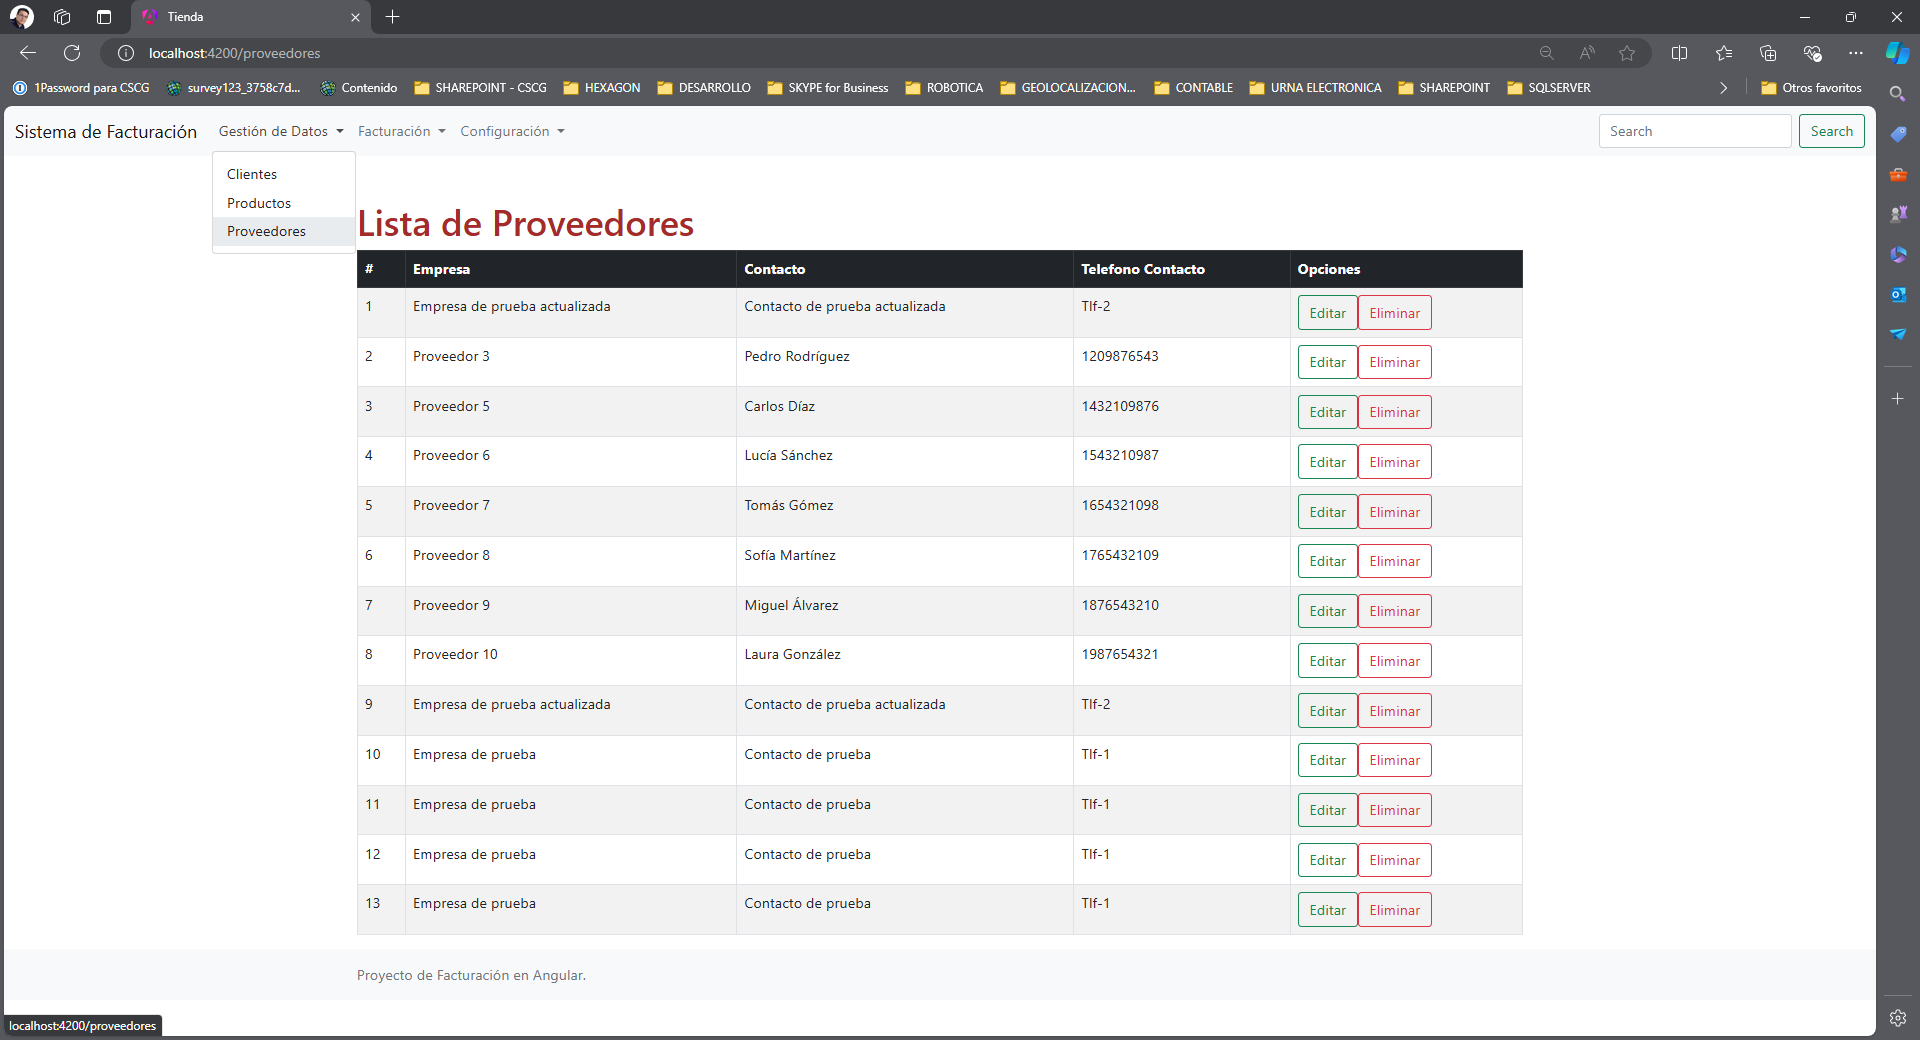 Tienda
localhost:4200/proveedores
1Password para CSCG survey123_3758c7d... Contenido SHAREPOINT - CSCG HEXAGON DESARROLLO SKYPE for Business ROBOTICA GEOLOCALIZACION... CONTABLE URNA ELECTRONICA SHAREPOINT SQLSERVER Otros favoritos
Sistema de Facturación Gestión de Datos Facturación Configuración Search Search
Clientes
Productos
Proveedores
Lista de Proveedores
# Empresa Contacto Telefono Contacto Opciones
1 Empresa de prueba actualizada Contacto de prueba actualizada Tlf-2 Editar Eliminar
2 Proveedor 3 Pedro Rodríguez 1209876543 Editar Eliminar
3 Proveedor 5 Carlos Díaz 1432109876 Editar Eliminar
4 Proveedor 6 Lucía Sánchez 1543210987 Editar Eliminar
5 Proveedor 7 Tomás Gómez 1654321098 Editar Eliminar
6 Proveedor 8 Sofía Martínez 1765432109 Editar Eliminar
7 Proveedor 9 Miguel Álvarez 1876543210 Editar Eliminar
8 Proveedor 10 Laura González 1987654321 Editar Eliminar
9 Empresa de prueba actualizada Contacto de prueba actualizada Tlf-2 Editar Eliminar
10 Empresa de prueba Contacto de prueba Tlf-1 Editar Eliminar
11 Empresa de prueba Contacto de prueba Tlf-1 Editar Eliminar
12 Empresa de prueba Contacto de prueba Tlf-1 Editar Eliminar
13 Empresa de prueba Contacto de prueba Tlf-1 Editar Eliminar
Proyecto de Facturación en Angular.
localhost:4200/proveedores